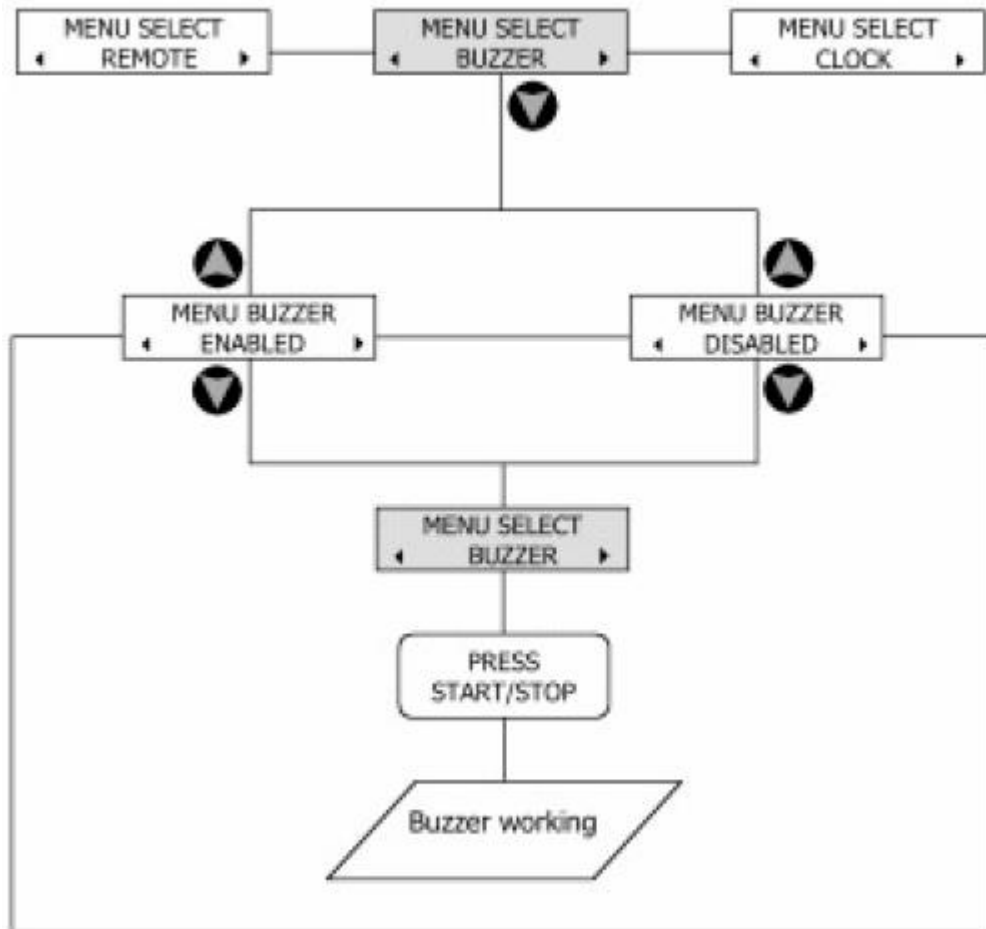 MENU SELECT
REMOTE
MENU SELECT
BUZZER
MENU SELECT
CLOCK
MENU BUZZER
ENABLED
MENU BUZZER
DISABLED
MENU SELECT
BUZZER
PRESS
START/STOP
Buzzer working